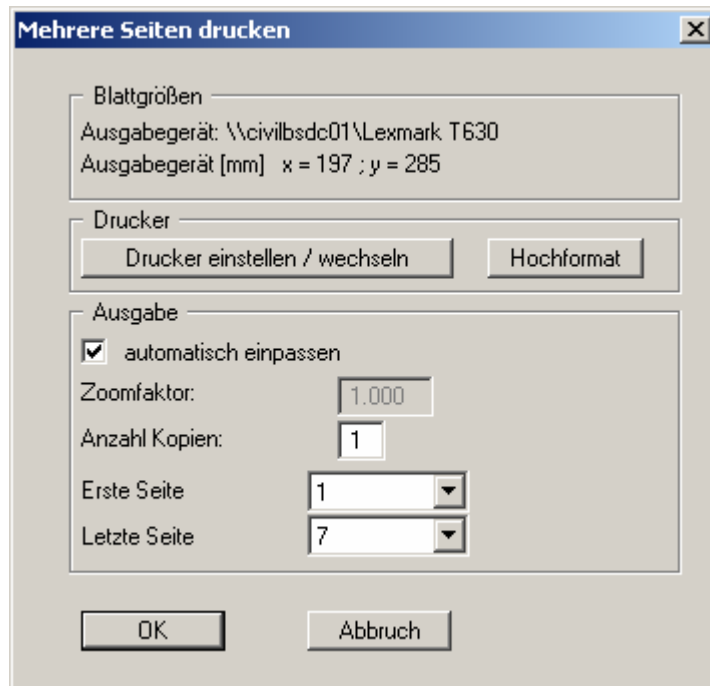 Mehrere Seiten drucken
Blattgrößen
Ausgabegerät: \\civilbsdc01\Lexmark T630
Ausgabegerät [mm] x = 197 ; y = 285
Drucker
Drucker einstellen / wechseln Hochformat
Ausgabe
automatisch einpassen
Zoomfaktor: 1.000
Anzahl Kopien: 1
Erste Seite 1
Letzte Seite 7
OK Abbruch